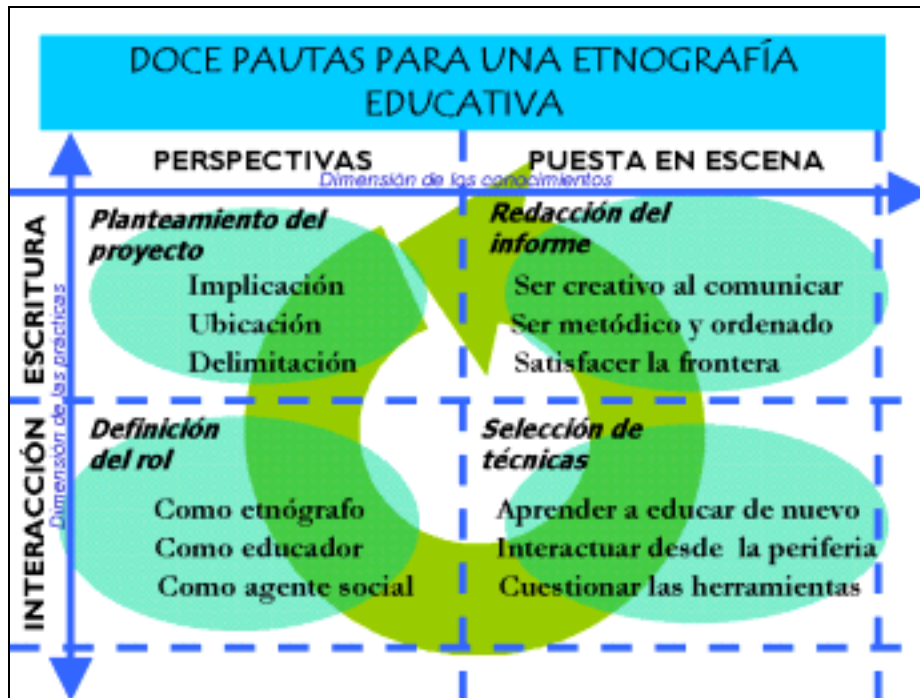 DOCE PAUTAS PARA UNA ETNOGRAFÍA
EDUCATIVA
PERSPECTIVAS
PUESTA EN ESCENA
Dimensión de los conocimientos
ESCRITURA
INTERACCIÓN
Dimensión de las prácticas
Planteamiento del
proyecto
Implicación
Ubicación
Delimitación
Redacción del
informe
Ser creativo al comunicar
Ser metódico y ordenado
Satisfacer la frontera
Definición
del rol
Como etnógrafo
Como educador
Como agente social
Selección de
técnicas
Aprender a educar de nuevo
Interactuar desde la periferia
Cuestionar las herramientas